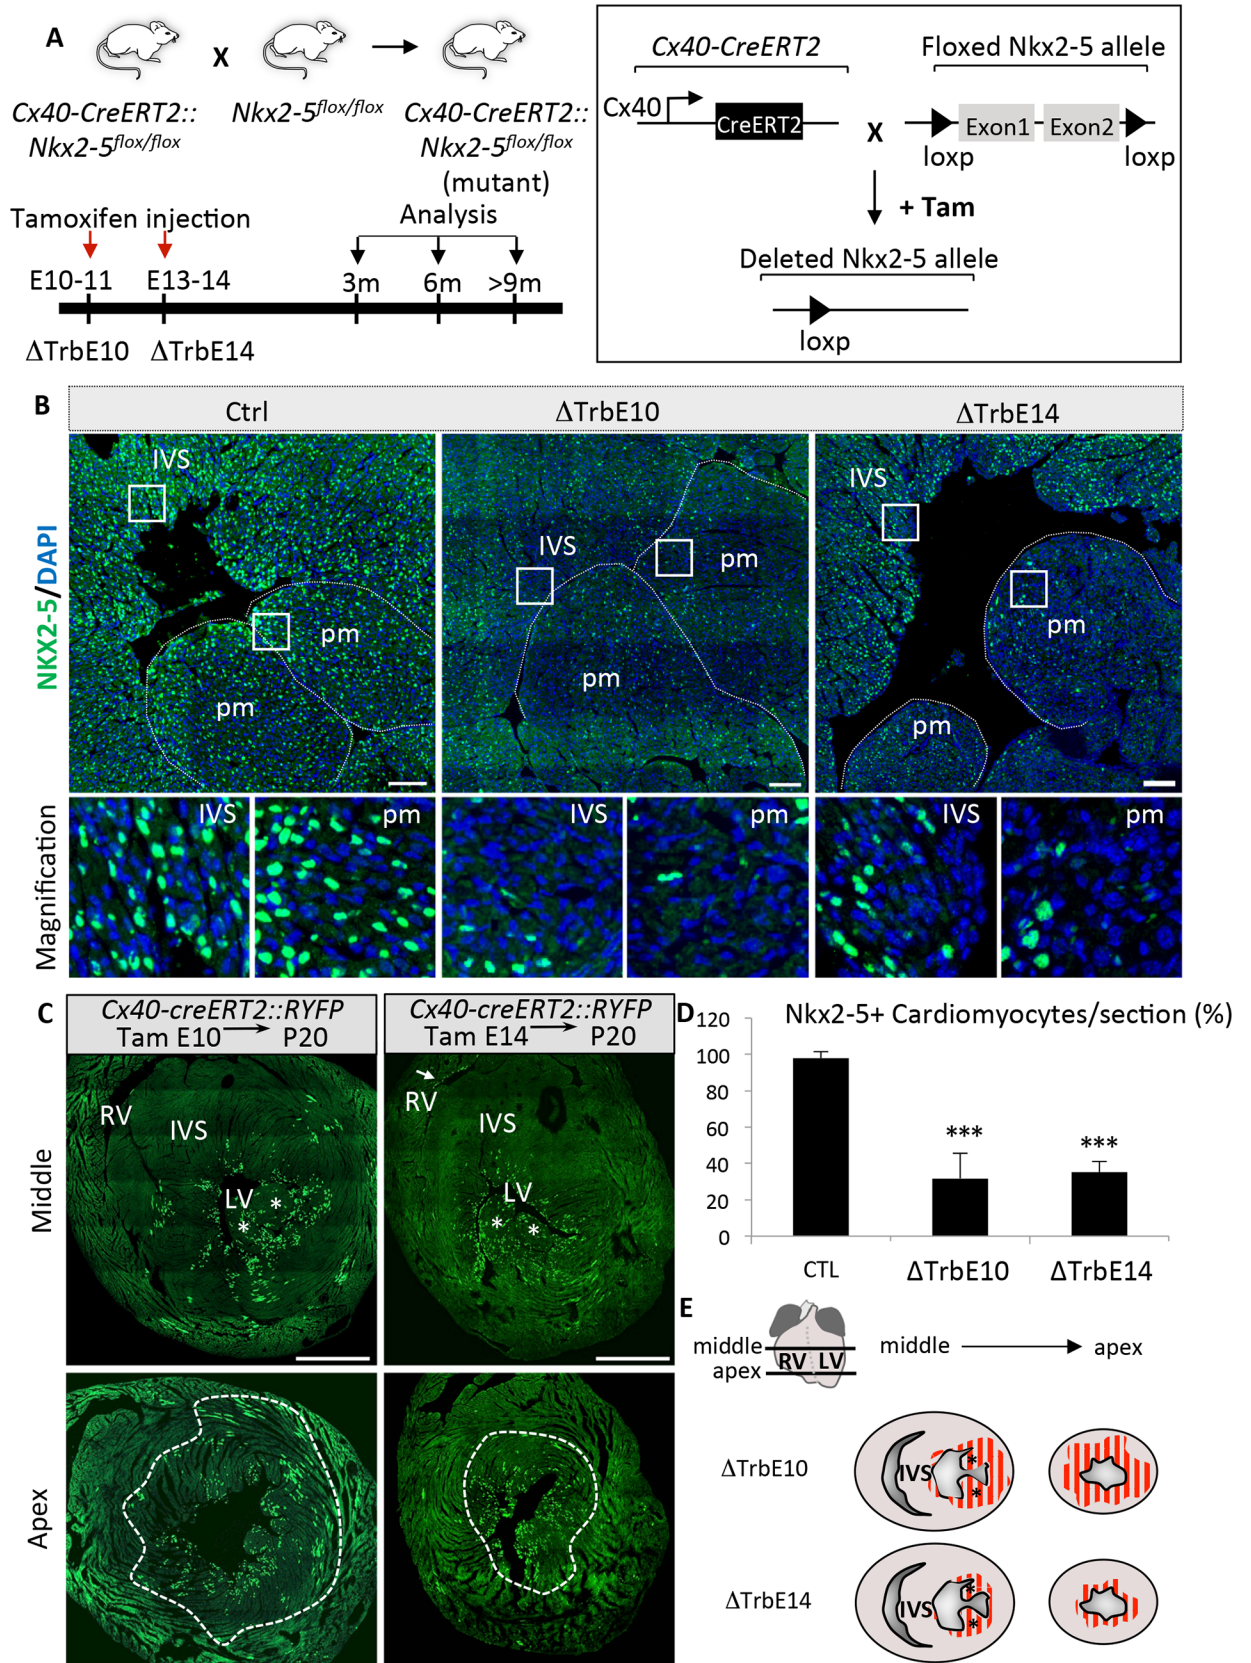 A
X
Cx40-CreERT2::
Nkx2-5flox/flox
Nkx2-5flox/flox
Cx40-CreERT2::
Nkx2-5flox/flox
(mutant)
Tamoxifen injection
Analysis
E10-11
E13-14
3m
6m
>9m
ΔTrbE10
ΔTrbE14
Cx40-CreERT2
Floxed Nkx2-5 allele
Cx40
CreERT2
X
Exon1
Exon2
loxp
loxp
+ Tam
Deleted Nkx2-5 allele
loxp
B
Ctrl
ΔTrbE10
ΔTrbE14
NKX2-5/DAPI
IVS
pm
pm
IVS
pm
pm
IVS
pm
pm
Magnification
IVS
pm
IVS
pm
IVS
pm
C
Cx40-creERT2::RYFP
Tam E10 → P20
Cx40-creERT2::RYFP
Tam E14 → P20
Middle
RV
IVS
LV
*
*
RV
IVS
LV
*
*
Apex
D
Nkx2-5+ Cardiomyocytes/section (%)
120
100
80
60
40
20
0
***
***
CTL
ΔTrbE10
ΔTrbE14
E
middle
apex
RV
LV
middle
apex
ΔTrbE10
IVS
*
*
ΔTrbE14
IVS
*
*